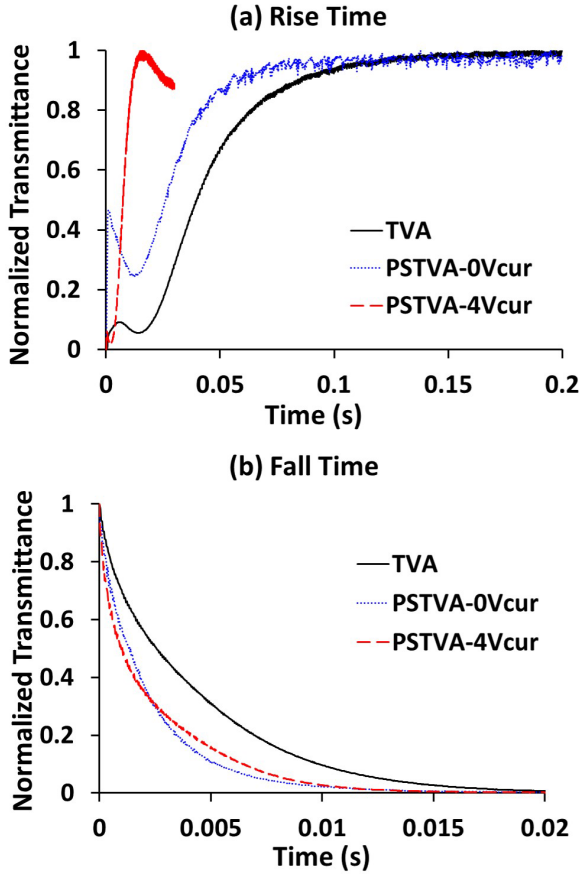 (a) Rise Time
Normalized Transmittance
1
0.8
0.6
0.4
0.2
0
TVA
PSTVA-0Vcur
PSTVA-4Vcur
0 0.05 0.1 0.15 0.2
Time (s)
(b) Fall Time
Normalized Transmittance
1
0.8
0.6
0.4
0.2
0
TVA
PSTVA-0Vcur
PSTVA-4Vcur
0 0.005 0.01 0.015 0.02
Time (s)